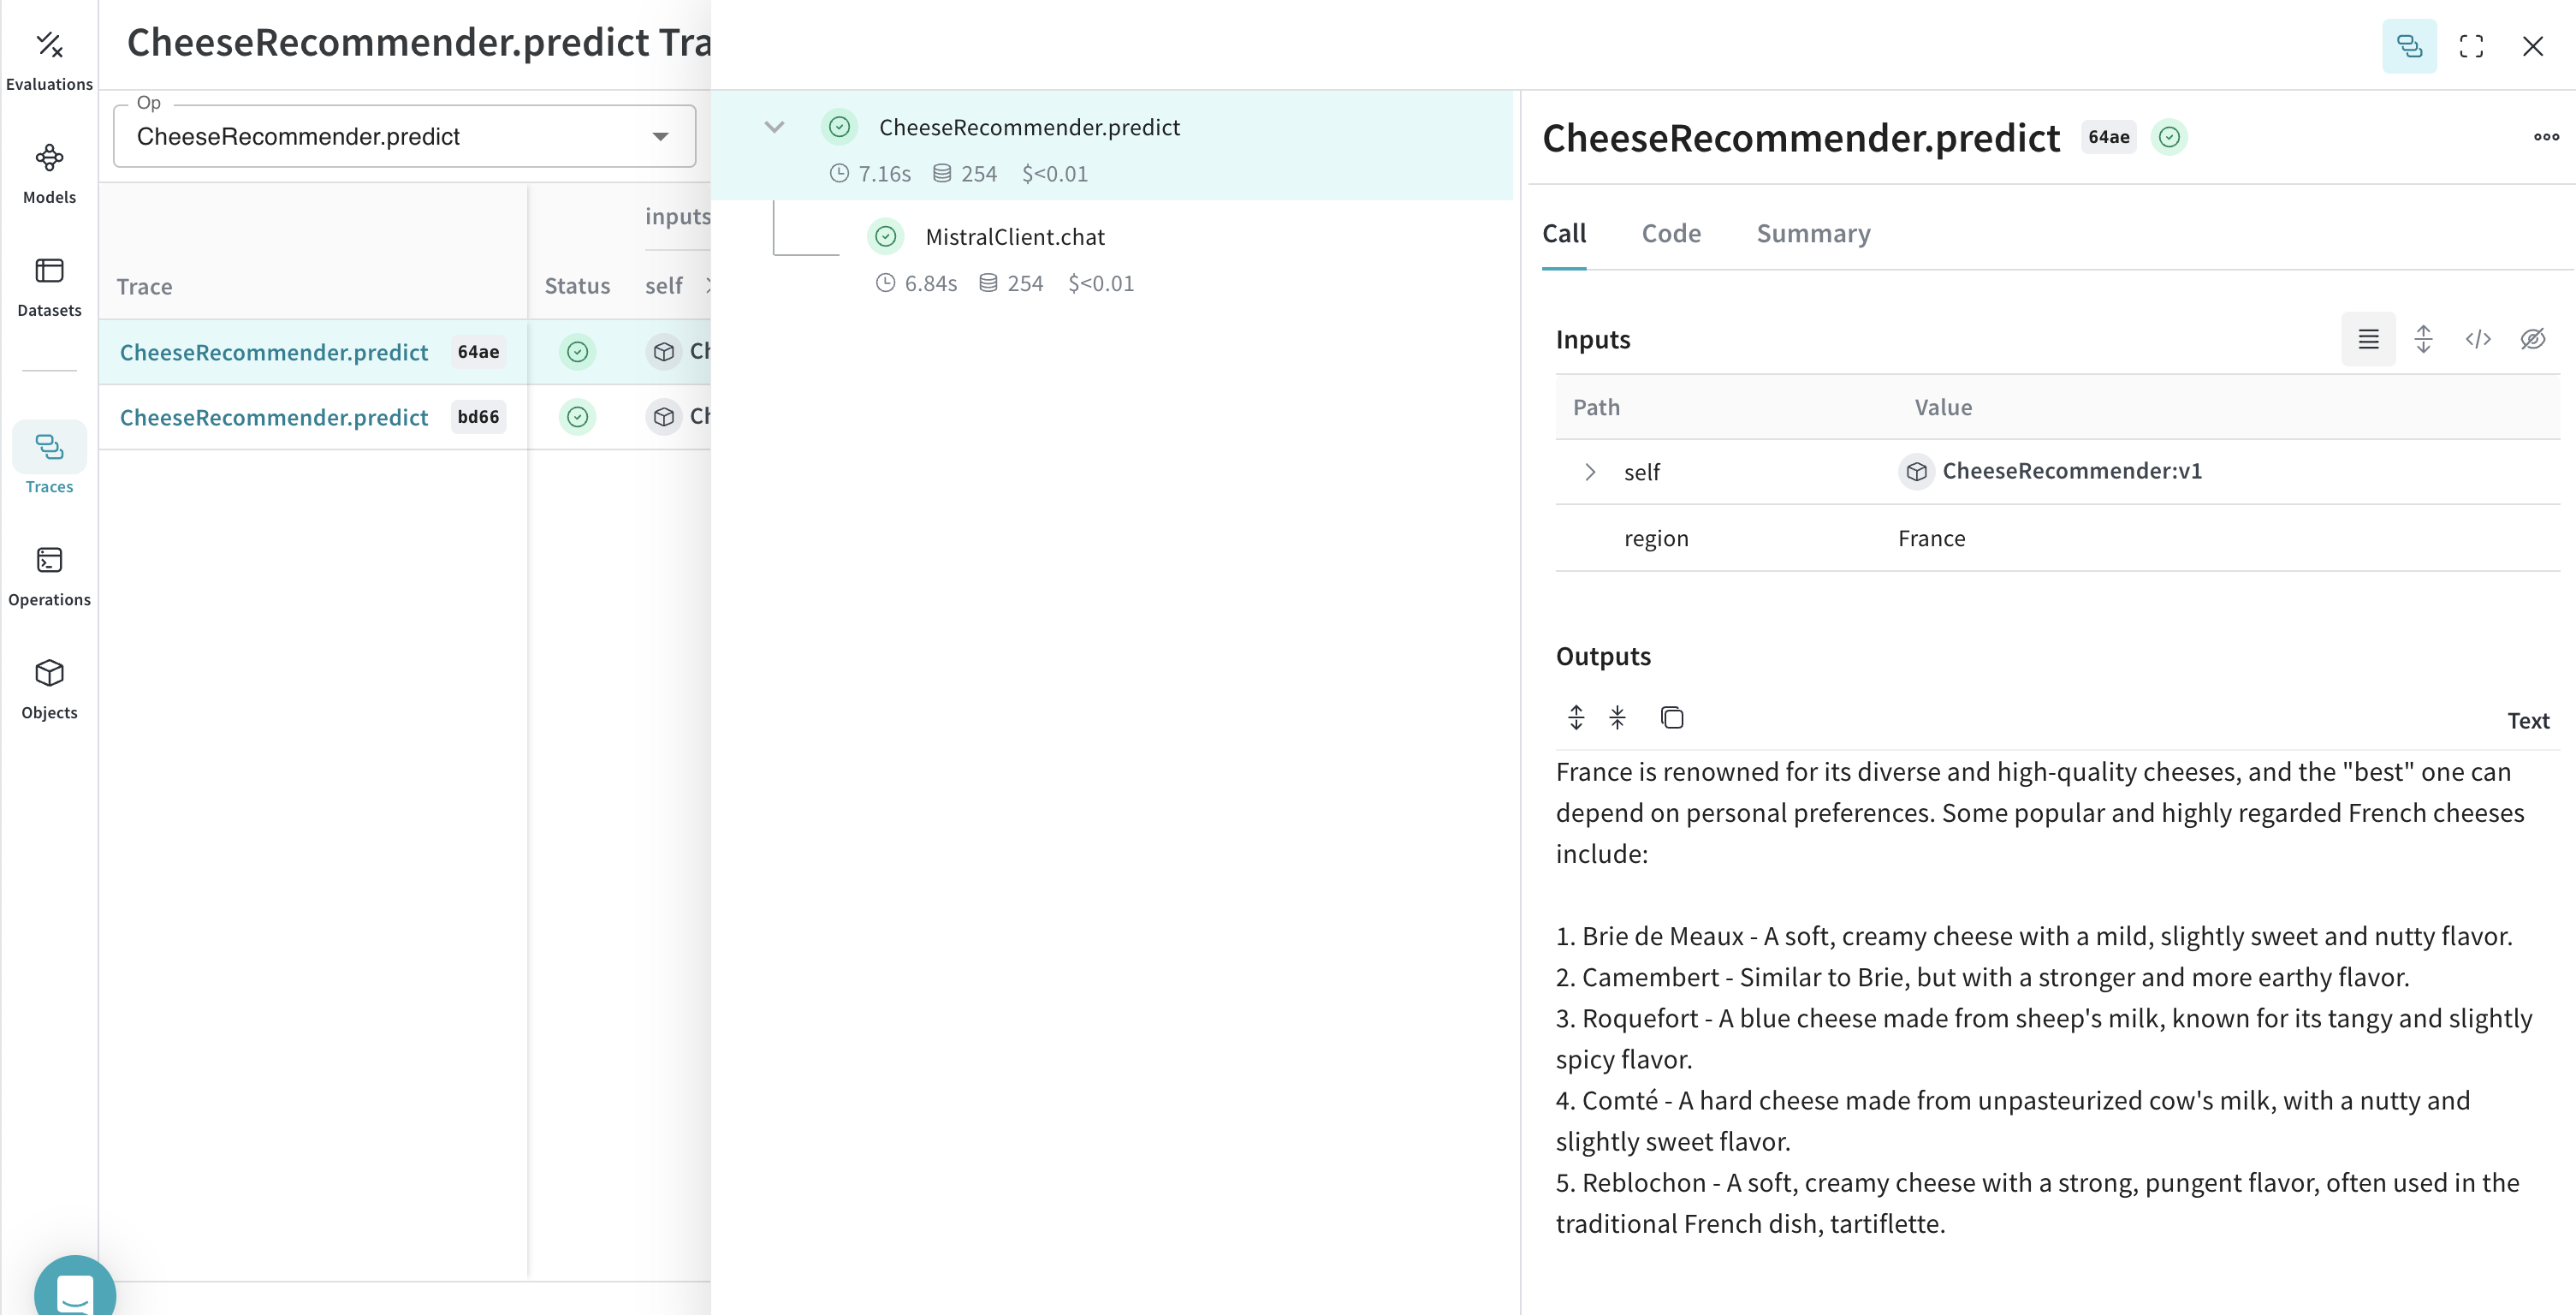 CheeseRecommender.predict Tra
Evaluations
Models
Datasets
Traces
Operations
Objects
Op
CheeseRecommender.predict
inputs
Trace
Status
self
CheeseRecommender.predict 64ae
Ch
CheeseRecommender.predict bd66
Ch
CheeseRecommender.predict
7.16s 254 $<0.01
MistralClient.chat
6.84s 254 $<0.01
CheeseRecommender.predict 64ae
Call Code Summary
Inputs
Path Value
self CheeseRecommender:v1
region France
Outputs
Text
France is renowned for its diverse and high-quality cheeses, and the "best" one can
depend on personal preferences. Some popular and highly regarded French cheeses
include:
1. Brie de Meaux - A soft, creamy cheese with a mild, slightly sweet and nutty flavor.
2. Camembert - Similar to Brie, but with a stronger and more earthy flavor.
3. Roquefort - A blue cheese made from sheep's milk, known for its tangy and slightly
spicy flavor.
4. Comté - A hard cheese made from unpasteurized cow's milk, with a nutty and
slightly sweet flavor.
5. Reblochon - A soft, creamy cheese with a strong, pungent flavor, often used in the
traditional French dish, tartiflette.